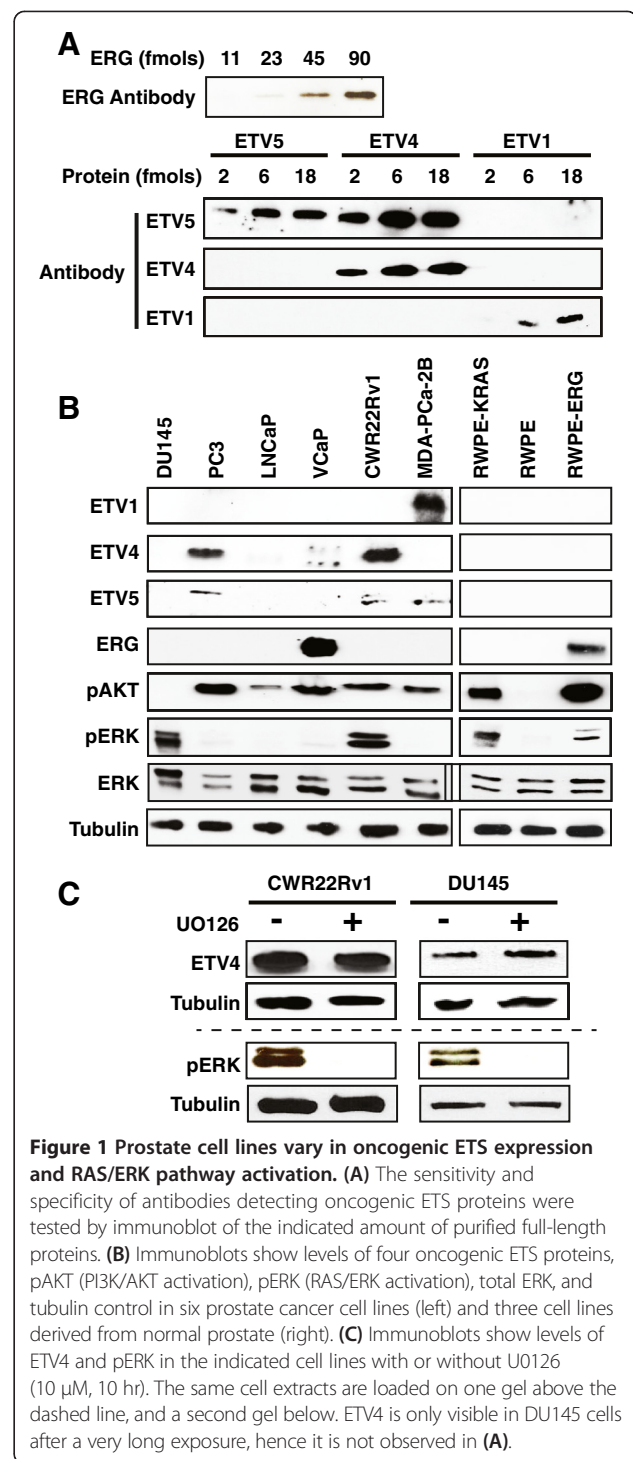 A
ERG (fmols) 11 23 45 90
ERG Antibody
ETV5 ETV4 ETV1
Protein (fmols) 2 6 18 2 6 18 2 6 18
Antibody
ETV5
ETV4
ETV1
B
DU145 PC3 LNCaP VCaP CWR22Rv1 MDA-PCa-2B RWPE-KRAS RWPE RWPE-ERG
ETV1
ETV4
ETV5
ERG
pAKT
pERK
ERK
Tubulin
C
CWR22Rv1 DU145
UO126 - + - +
ETV4
Tubulin
pERK
Tubulin
Figure 1 Prostate cell lines vary in oncogenic ETS expression
and RAS/ERK pathway activation. (A) The sensitivity and
specificity of antibodies detecting oncogenic ETS proteins were
tested by immunoblot of the indicated amount of purified full-length
proteins. (B) Immunoblots show levels of four oncogenic ETS proteins,
pAKT (PI3K/AKT activation), pERK (RAS/ERK activation), total ERK, and
tubulin control in six prostate cancer cell lines (left) and three cell lines
derived from normal prostate (right). (C) Immunoblots show levels of
ETV4 and pERK in the indicated cell lines with or without U0126
(10 μM, 10 hr). The same cell extracts are loaded on one gel above the
dashed line, and a second gel below. ETV4 is only visible in DU145 cells
after a very long exposure, hence it is not observed in (A).